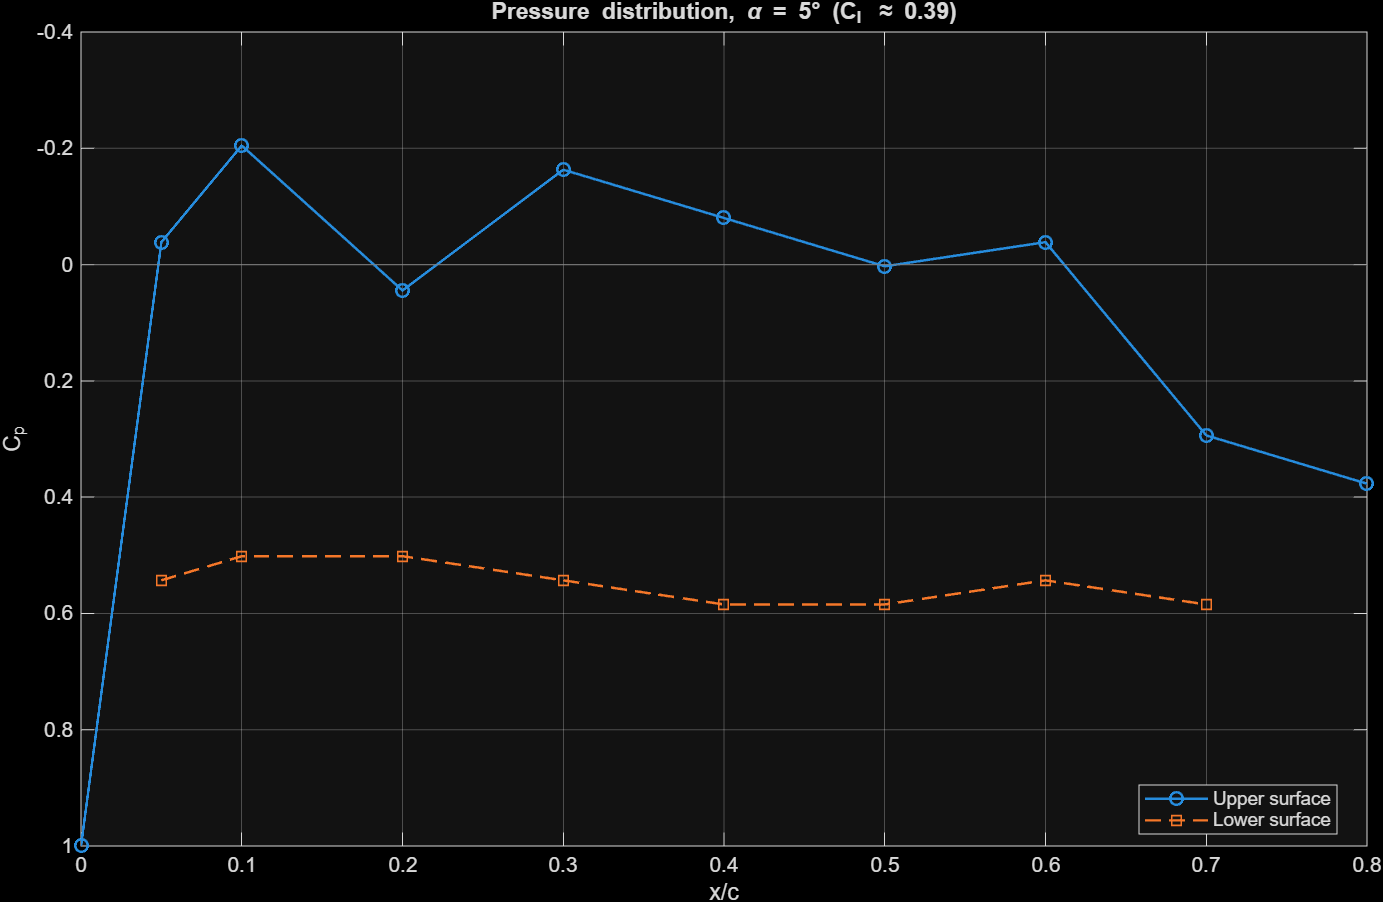 Pressure distribution, α = 5° (Cl ≈ 0.39)
-0.4
-0.2
0
0.2
0.4
0.6
0.8
1
Cp
0 0.1 0.2 0.3 0.4 0.5 0.6 0.7 0.8
x/c
Upper surface
Lower surface